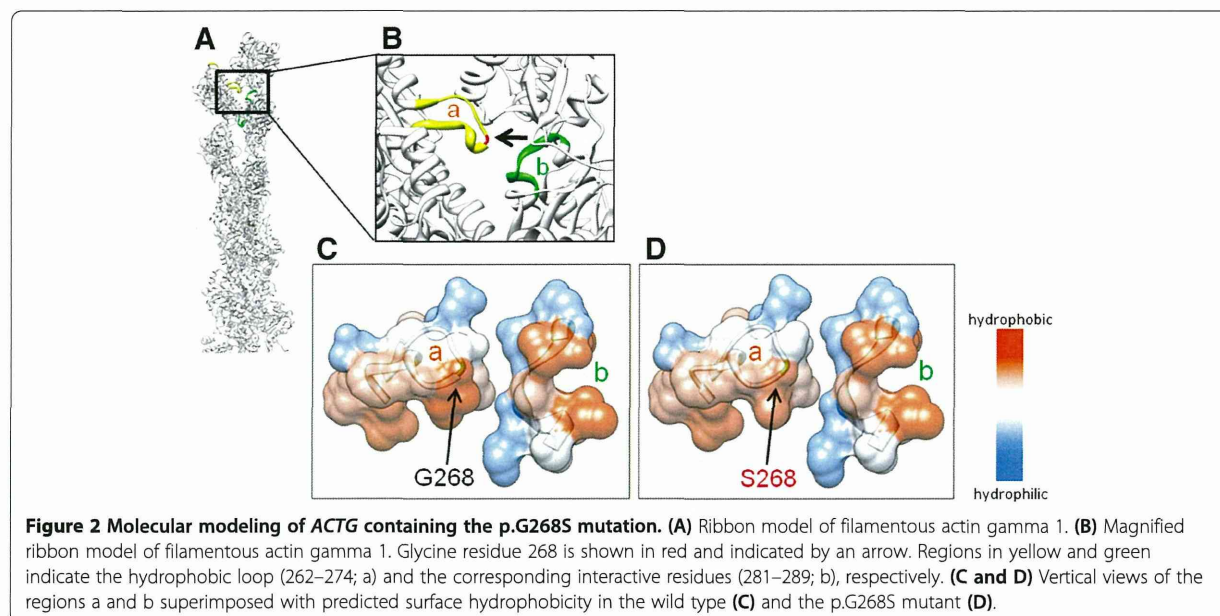 A
B
a
b
C
D
a
b
G268
a
b
S268
hydrophobic
hydrophilic
Figure 2 Molecular modeling of ACTG containing the p.G268S mutation. (A) Ribbon model of filamentous actin gamma 1. (B) Magnified
ribbon model of filamentous actin gamma 1. Glycine residue 268 is shown in red and indicated by an arrow. Regions in yellow and green
indicate the hydrophobic loop (262–274; a) and the corresponding interactive residues (281–289; b), respectively. (C and D) Vertical views of the
regions a and b superimposed with predicted surface hydrophobicity in the wild type (C) and the p.G268S mutant (D).